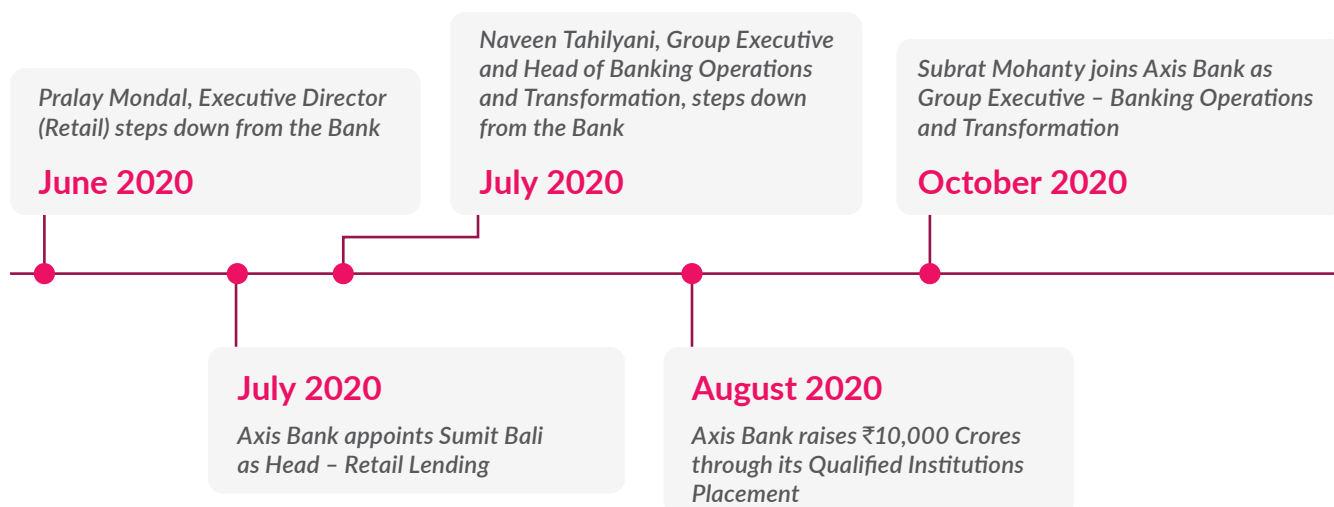 Pralay Mondal, Executive Director
(Retail) steps down from the Bank
June 2020
Naveen Tahilyani, Group Executive
and Head of Banking Operations
and Transformation, steps down
from the Bank
July 2020
Subrat Mohanty joins Axis Bank as
Group Executive – Banking Operations
and Transformation
October 2020
July 2020
Axis Bank appoints Sumit Bali
as Head – Retail Lending
August 2020
Axis Bank raises ₹10,000 Crores
through its Qualified Institutions
Placement